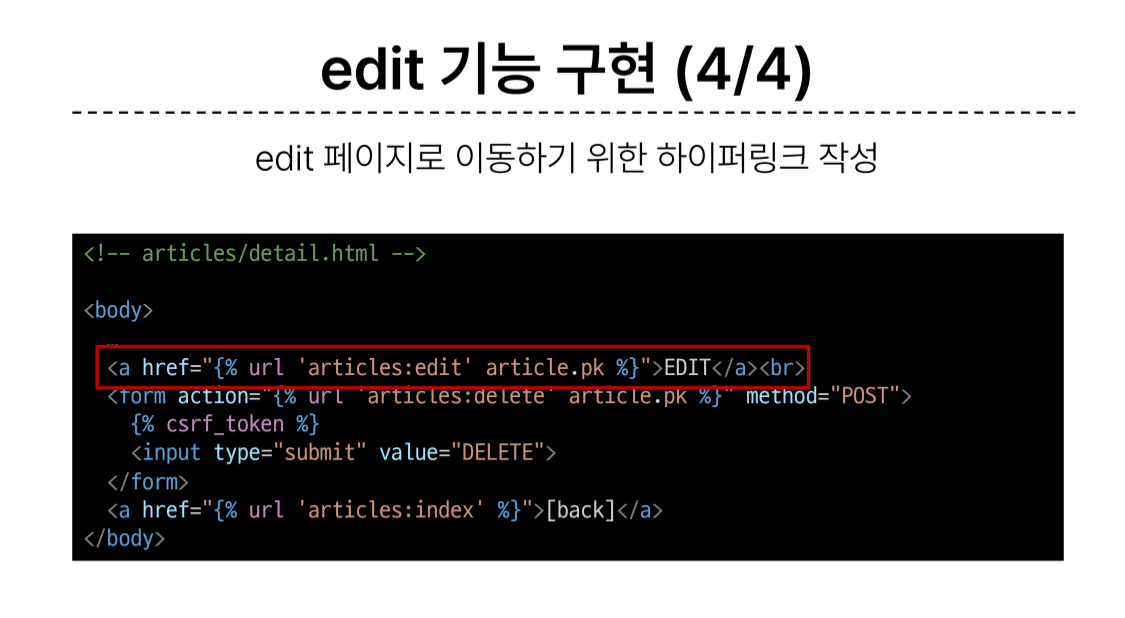 edit 기능 구현 (4/4)
edit 페이지로 이동하기 위한 하이퍼링크 작성
<!-- articles/detail.html -->
<body>
<a href="{% url 'articles:edit' article.pk %}">EDIT</a><br>
<form action="{% url 'articles:delete' article.pk %}" method="POST">
{% csrf_token %}
<input type="submit" value="DELETE">
</form>
<a href="{% url 'articles:index' %}">[back]</a>
</body>